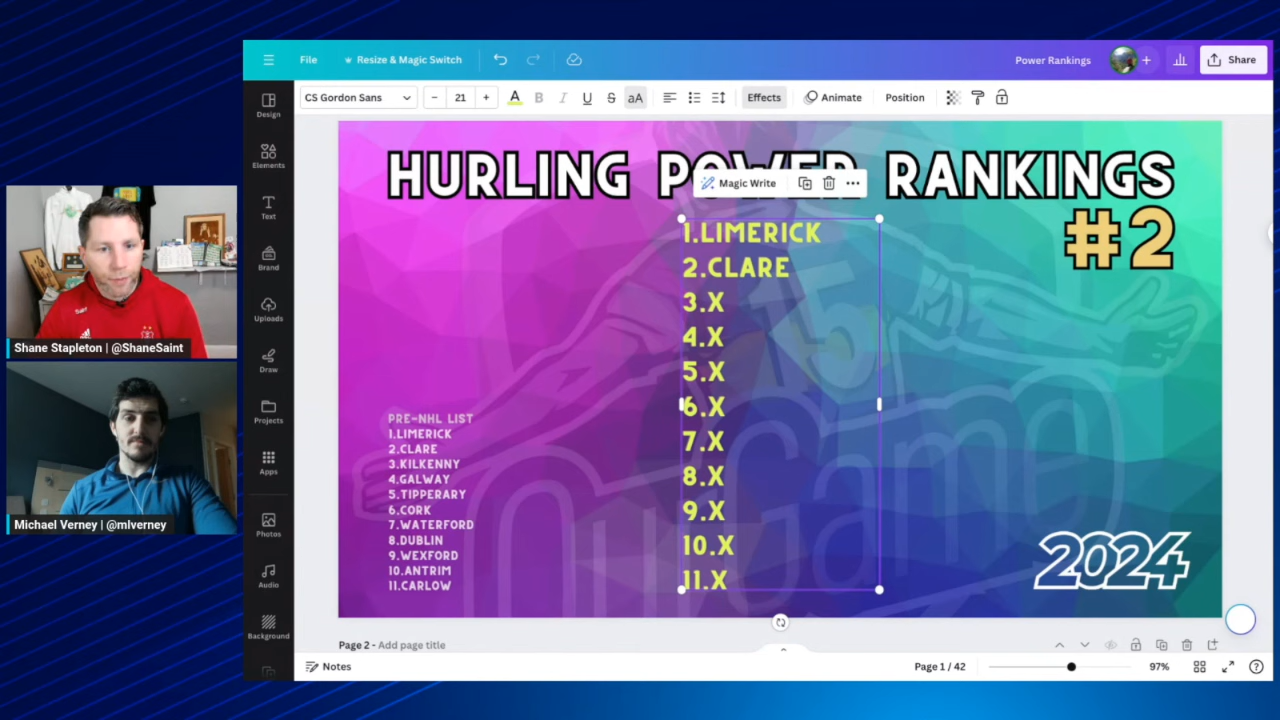 File
Resize & Magic Switch
Power Rankings
Share
CS Gordon Sans
21
B
I
U
S
aA
Effects
Animate
Position
Design
Elements
Text
Brand
Uploads
Draw
Projects
Apps
Photos
Audio
Background
HURLING POWER RANKINGS
#2
Magic Write
1.LIMERICK
2.CLARE
3.X
4.X
5.X
6.X
7.X
8.X
9.X
10.X
11.X
PRE-NHL LIST
1.LIMERICK
2.CLARE
3.KILKENNY
4.GALWAY
5.TIPPERARY
6.CORK
7.WATERFORD
8.DUBLIN
9.WEXFORD
10.ANTRIM
11.CARLOW
15
OurGame
2024
Page 2 - Add page title
Notes
Page 1 / 42
97%
Shane Stapleton | @ShaneSaint
Michael Verney | @mlverney